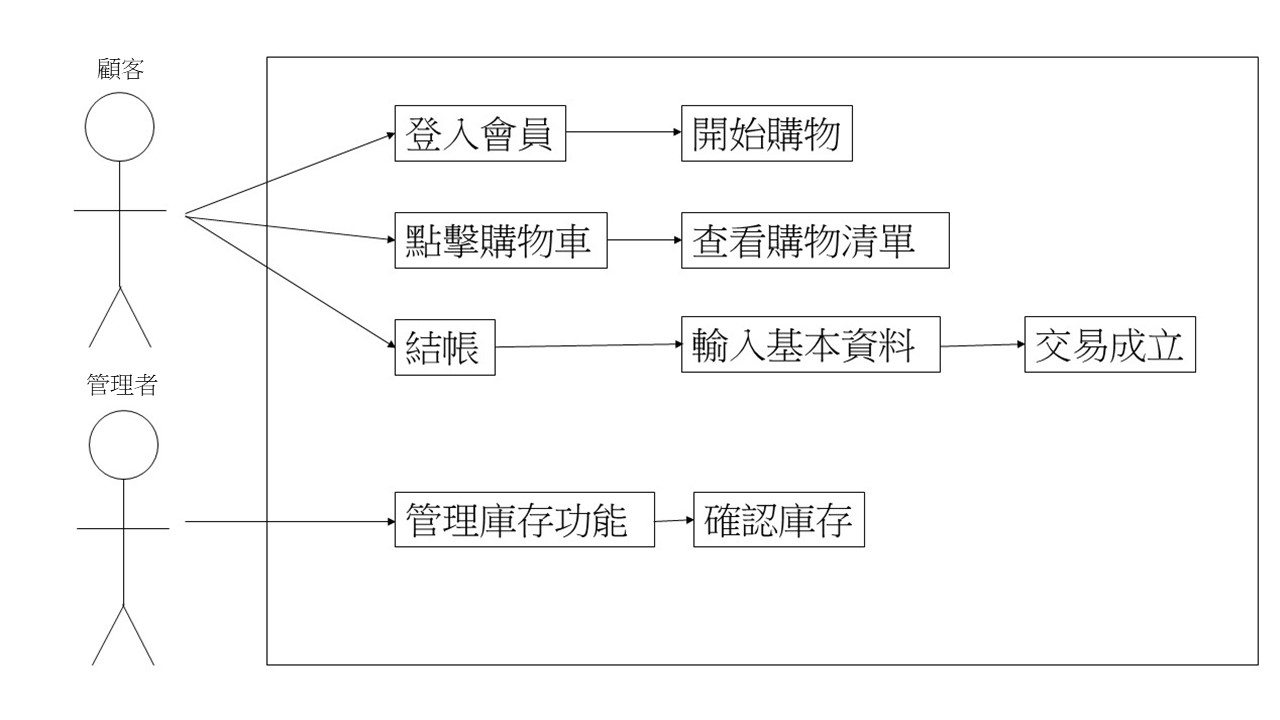 顧客
登入會員
開始購物
點擊購物車
查看購物清單
結帳
輸入基本資料
交易成立
管理者
管理庫存功能
確認庫存